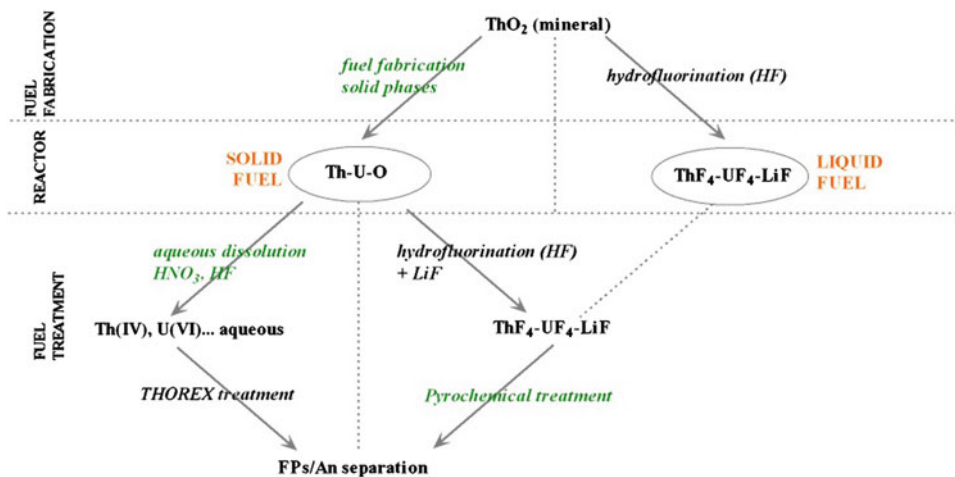 ThO₂ (mineral)
FUEL
FABRICATION
fuel fabrication
solid phases
hydrofluorination (HF)
REACTOR
SOLID
FUEL
Th-U-O
ThF₄-UF₄-LiF
LIQUID
FUEL
FUEL
TREATMENT
aqueous dissolution
HNO₃, HF
hydrofluorination (HF)
+ LiF
Th(IV), U(VI)... aqueous
ThF₄-UF₄-LiF
THOREX treatment
Pyrochemical treatment
FPs/An separation